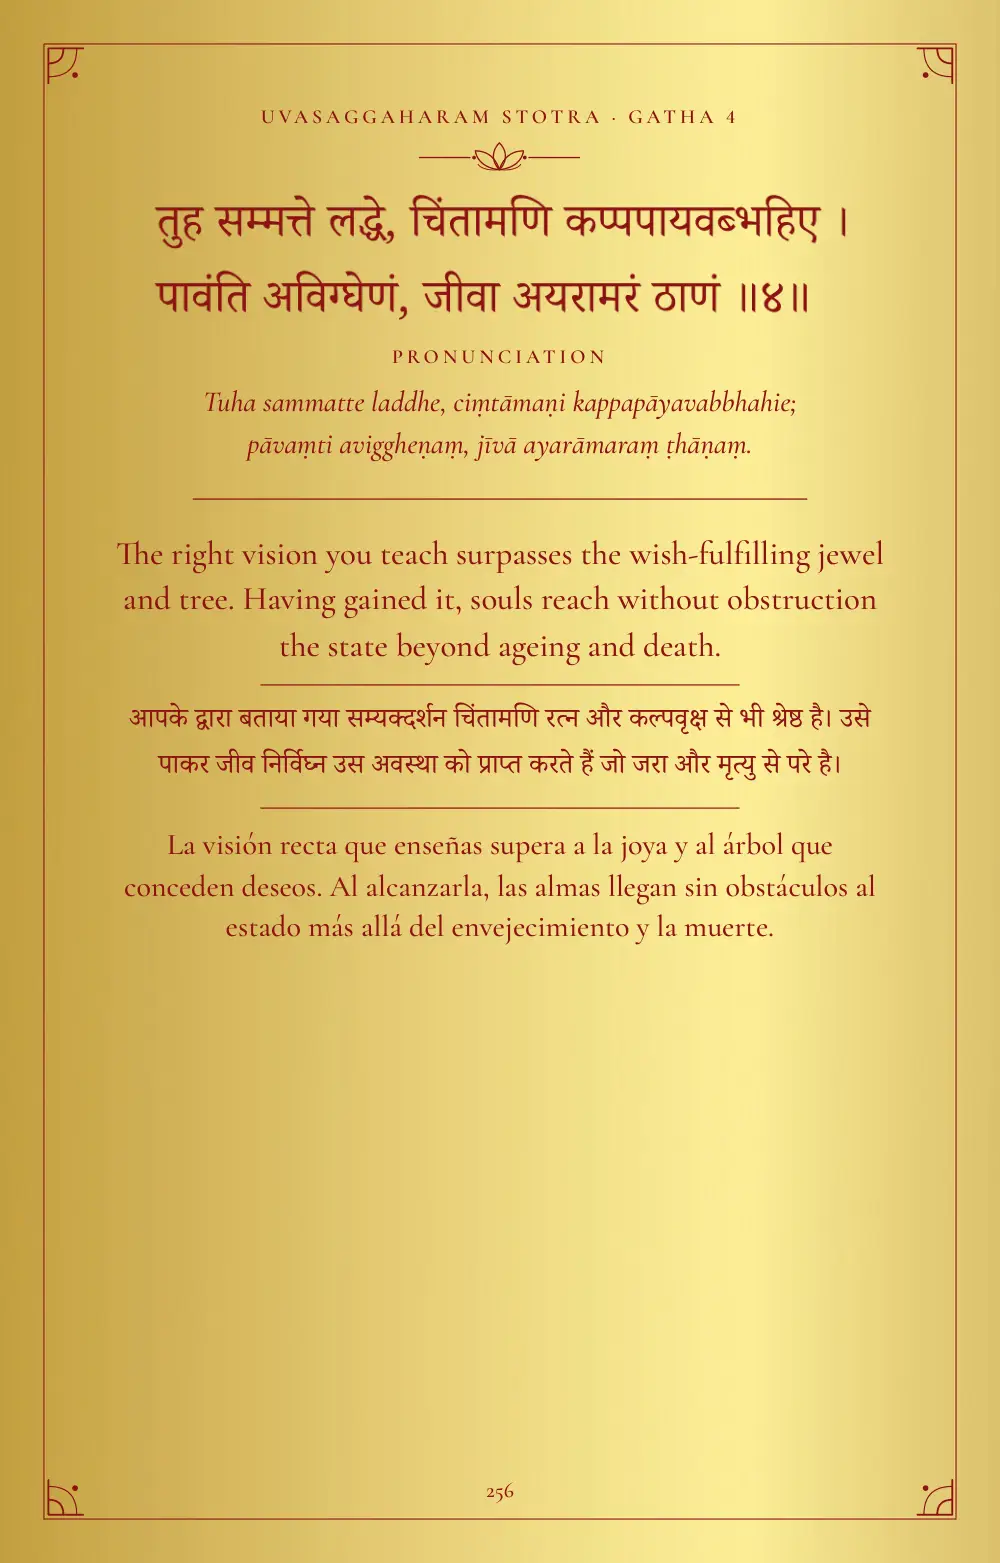 UVASAGGAHARAM STOTRA · GATHA 4
तुह सम्मत्ते लद्धे, चिंतामणि कप्पपायवब्भहिए ।
पावंति अविग्घेणं, जीवा अयरामरं ठाणं ॥४॥
PRONUNCIATION
Tuha sammatte laddhe, ciṃtāmaṇi kappapāyavabbhahie;
pāvaṃti aviggheṇaṃ, jīvā ayarāmaraṃ ṭhāṇaṃ.
The right vision you teach surpasses the wish-fulfilling jewel
and tree. Having gained it, souls reach without obstruction
the state beyond ageing and death.
आपके द्वारा बताया गया सम्यक्दर्शन चिंतामणि रत्न और कल्पवृक्ष से भी श्रेष्ठ है। उसे
पाकर जीव निर्विघ्न उस अवस्था को प्राप्त करते हैं जो जरा और मृत्यु से परे है।
La visión recta que enseñas supera a la joya y al árbol que
conceden deseos. Al alcanzarla, las almas llegan sin obstáculos al
estado más allá del envejecimiento y la muerte.
256